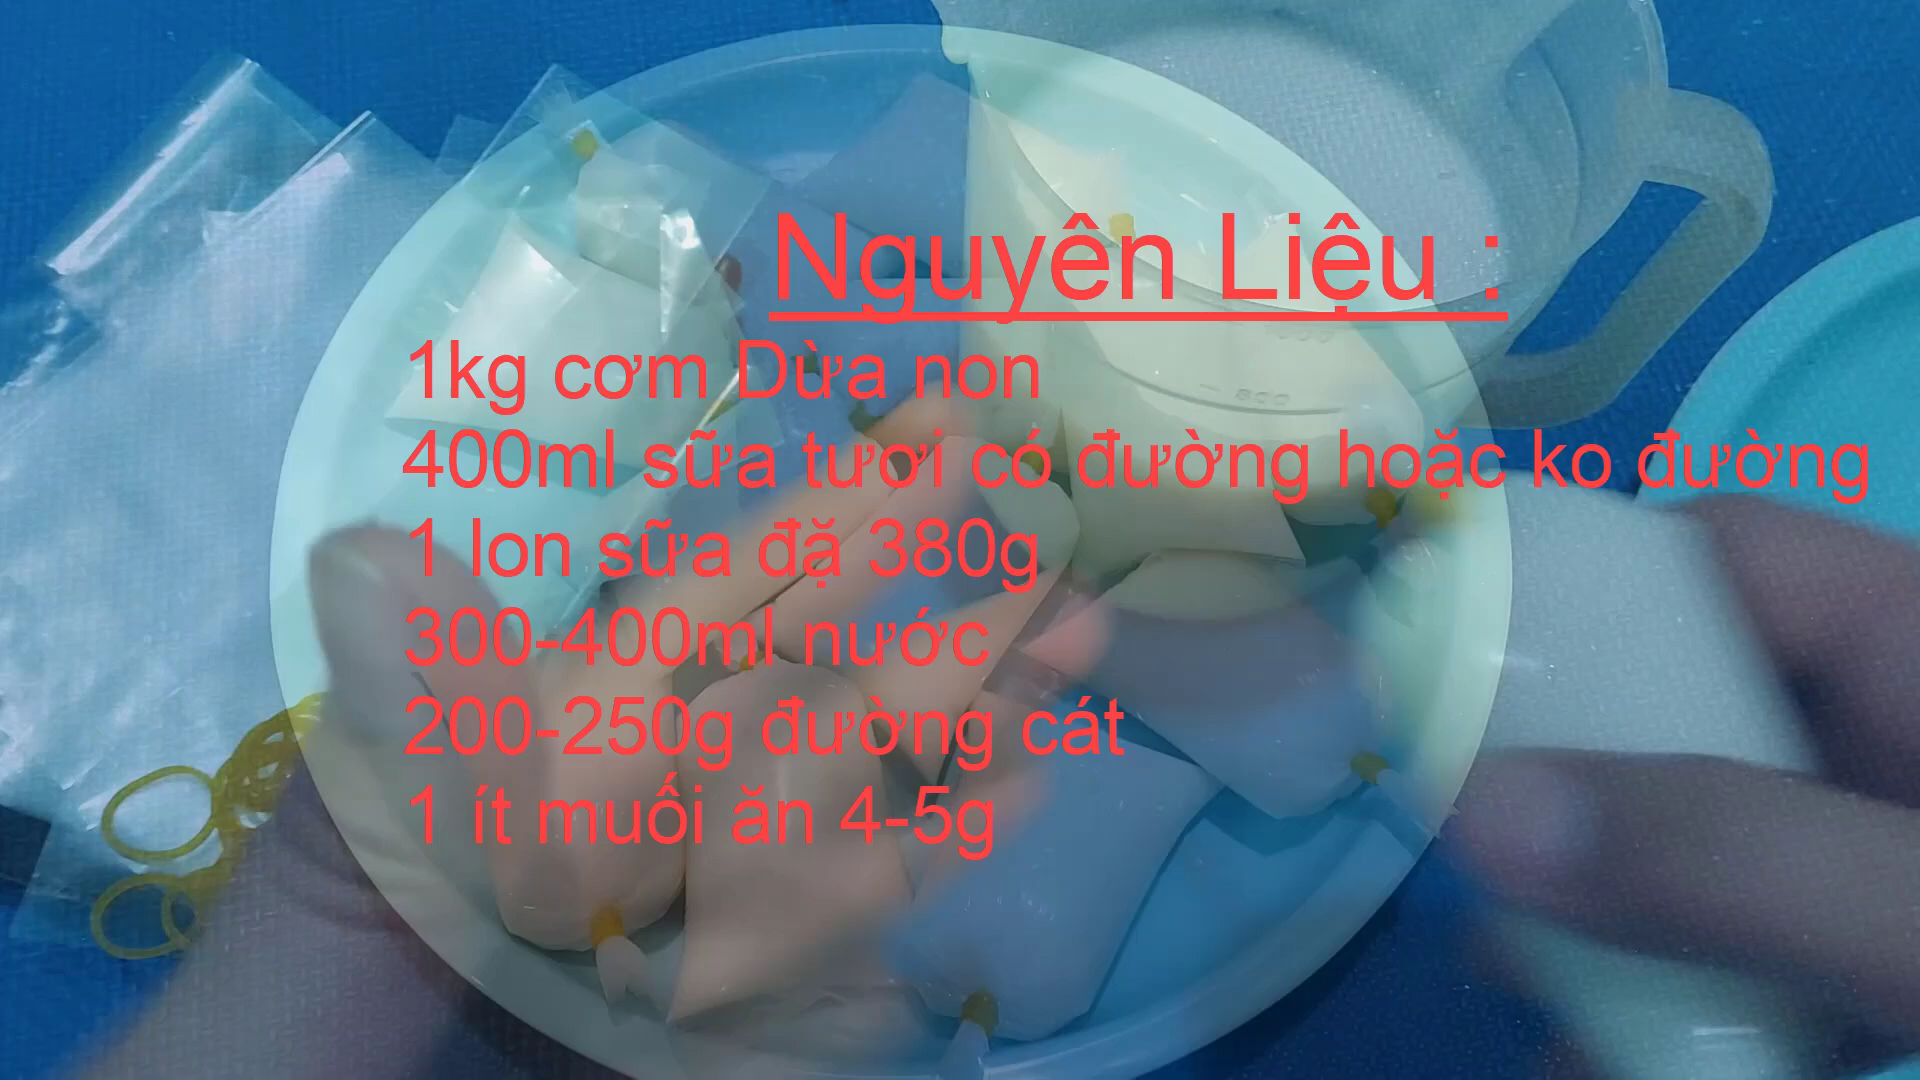 Nguyên Liệu :
1kg cơm Dừa non
400ml sữa tươi có đường hoặc ko đường
1 lon sữa đặ 380g
300-400ml nước
200-250g đường cát
1 ít muối ăn 4-5g
800